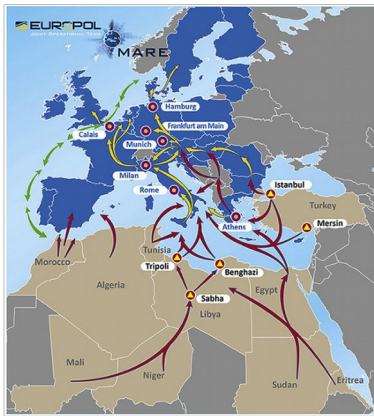 EUROPOL
JOINT OPERATIONAL TEAM
MARE
Hamburg
Calais
Frankfurt am Main
Munich
Milan
Rome
Istanbul
Athens
Turkey
Mersin
Morocco
Tunisia
Tripoli
Benghazi
Algeria
Sabha
Egypt
Libya
Mali
Niger
Sudan
Eritrea